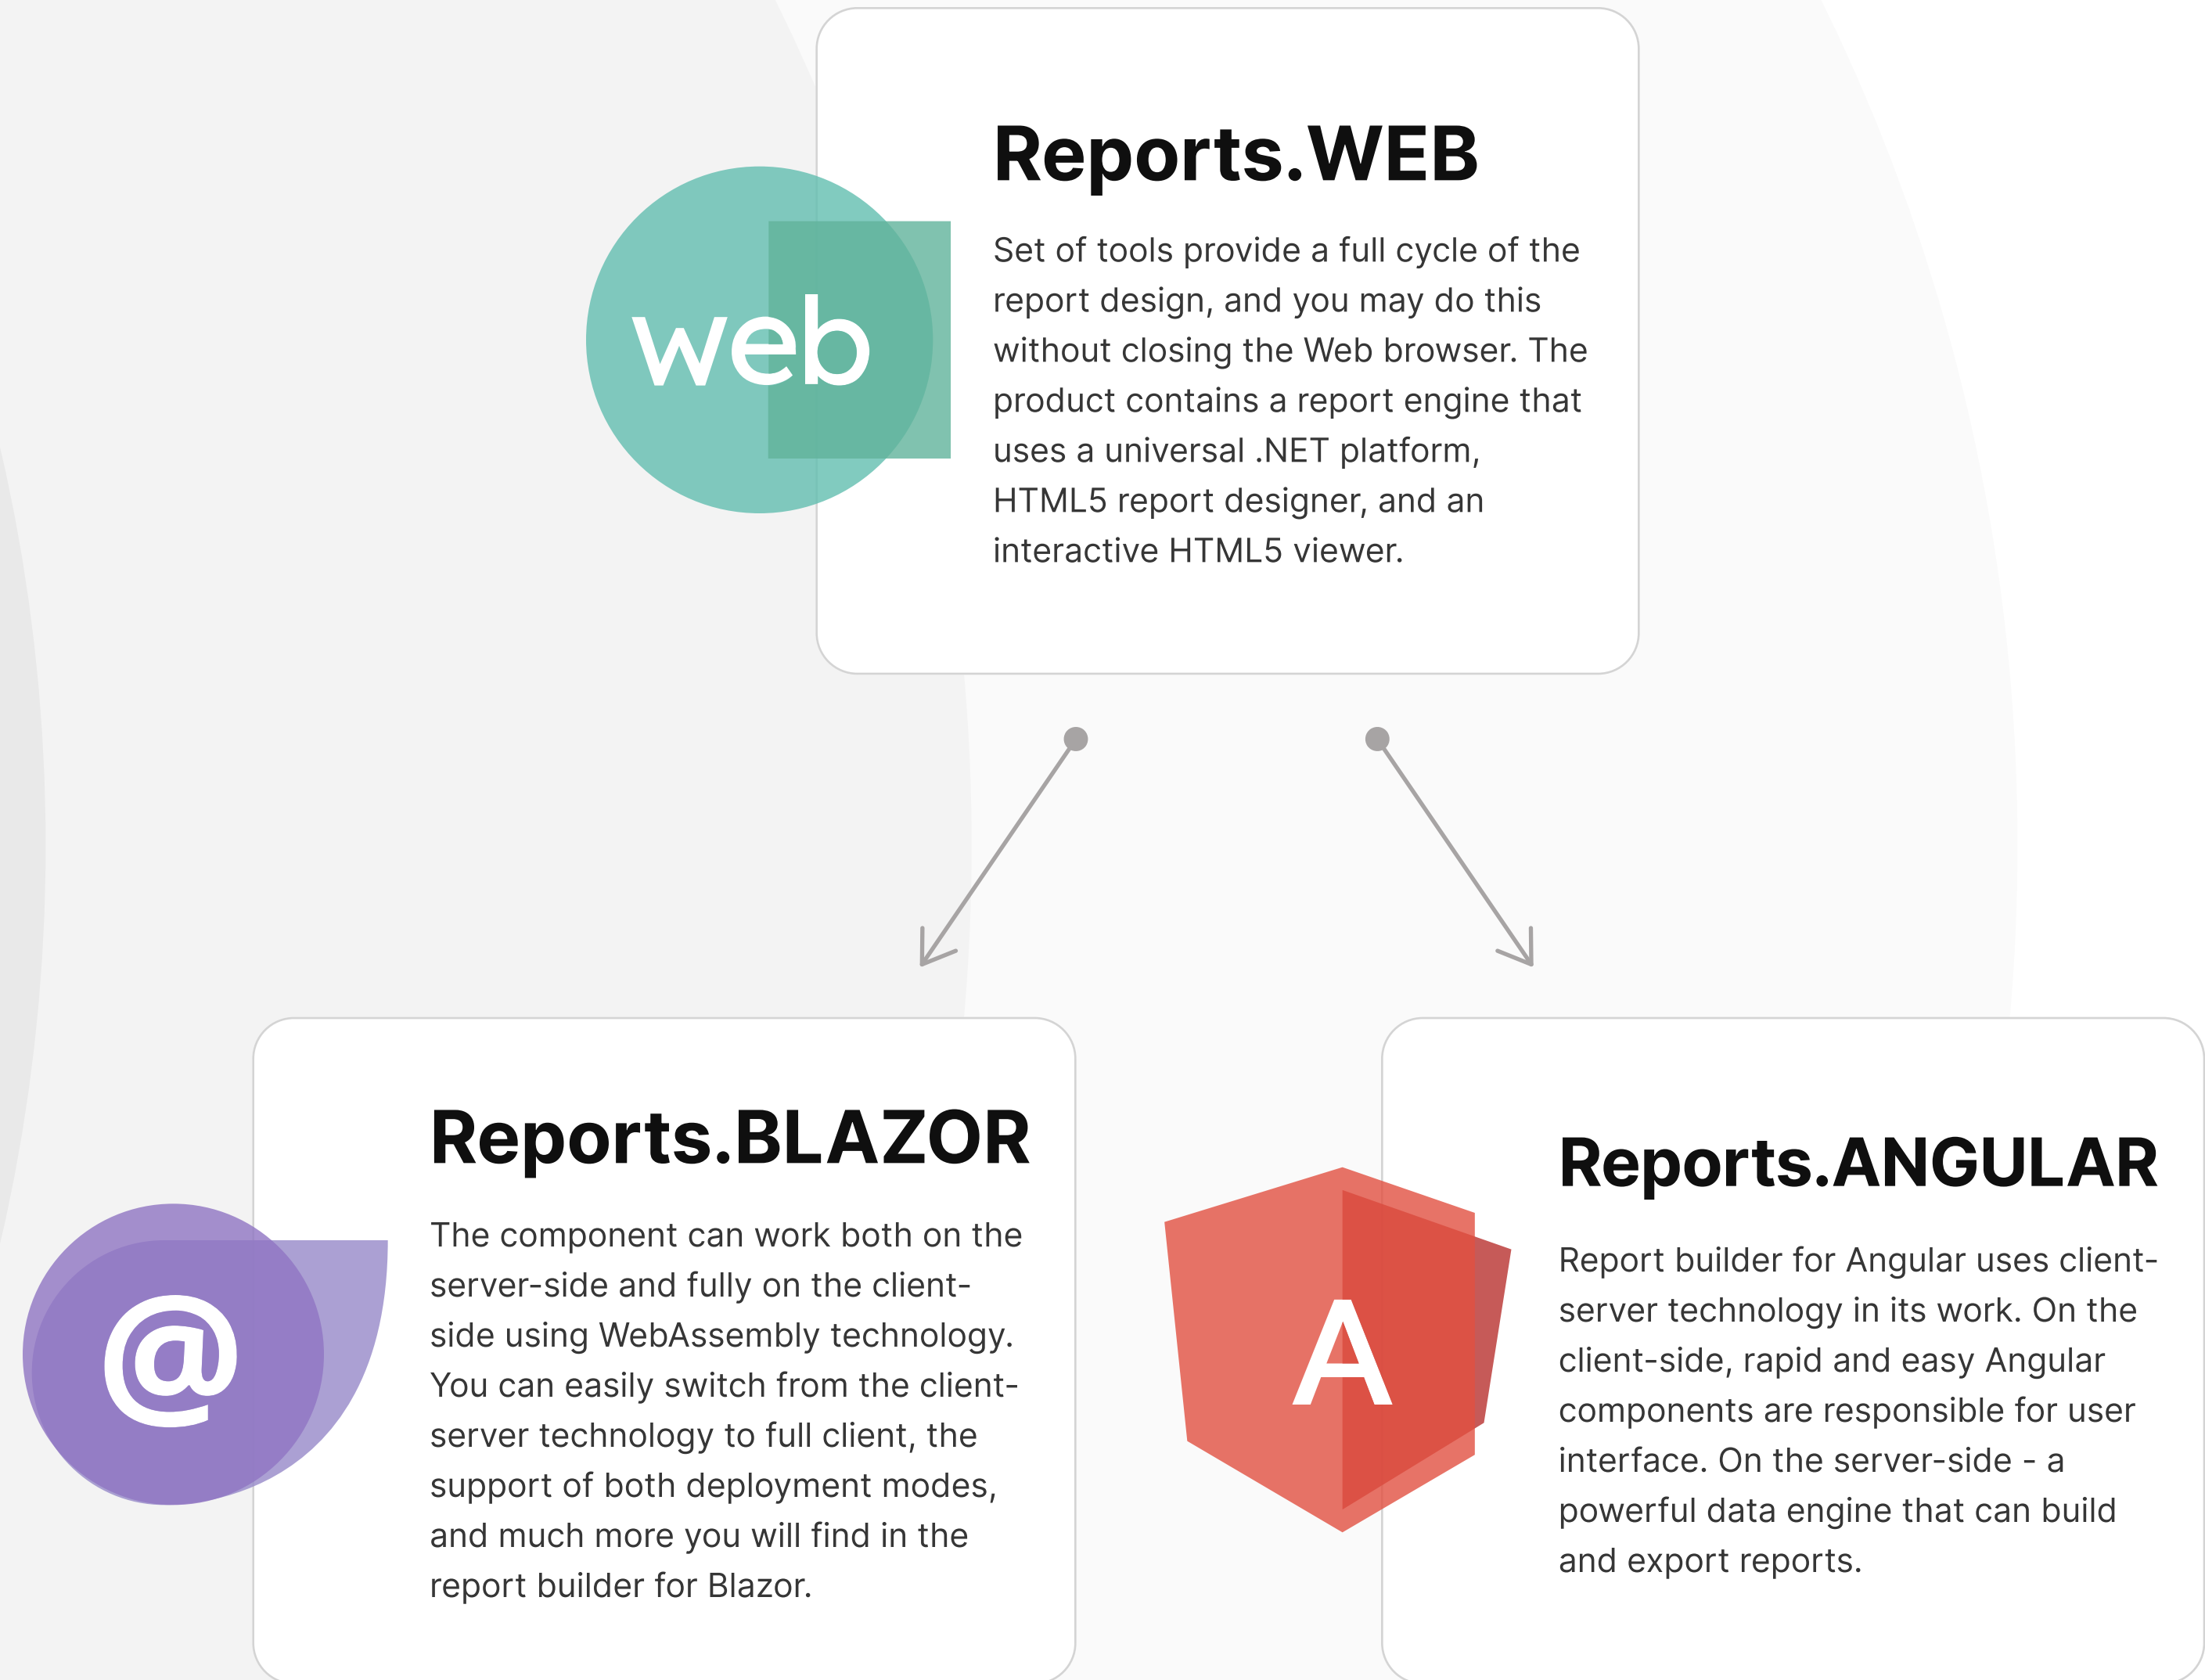 Reports.WEB
web
Set of tools provide a full cycle of the
report design, and you may do this
without closing the Web browser. The
product contains a report engine that
uses a universal .NET platform,
HTML5 report designer, and an
interactive HTML5 viewer.
Reports.BLAZOR
@
The component can work both on the
server-side and fully on the client-
side using WebAssembly technology.
You can easily switch from the client-
server technology to full client, the
support of both deployment modes,
and much more you will find in the
report builder for Blazor.
Reports.ANGULAR
A
Report builder for Angular uses client-
server technology in its work. On the
client-side, rapid and easy Angular
components are responsible for user
interface. On the server-side - a
powerful data engine that can build
and export reports.